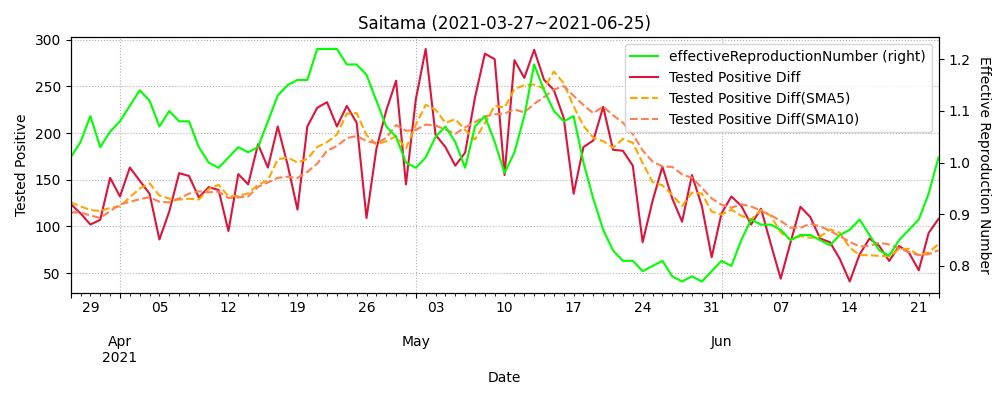 Saitama (2021-03-27~2021-06-25)
effectiveReproductionNumber (right)
Tested Positive Diff
Tested Positive Diff(SMA5)
Tested Positive Diff(SMA10)
Tested Positive
300
250
200
150
100
50
Effective Reproduction Number
1.2
1.1
1.0
0.9
0.8
29 05 12 19 26 03 10 17 24 31 07 14 21
Apr May Jun
2021
Date